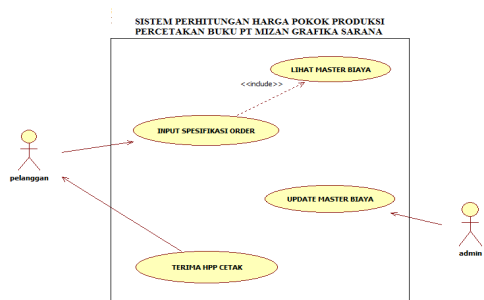 SISTEM PERHITUNGAN HARGA POKOK PRODUKSI
PERCETAKAN BUKU PT MIZAN GRAFIKA SARANA
LIHAT MASTER BIAYA
<<include>>
INPUT SPESIFIKASI ORDER
pelanggan
UPDATE MASTER BIAYA
admin
TERIMA HPP CETAK